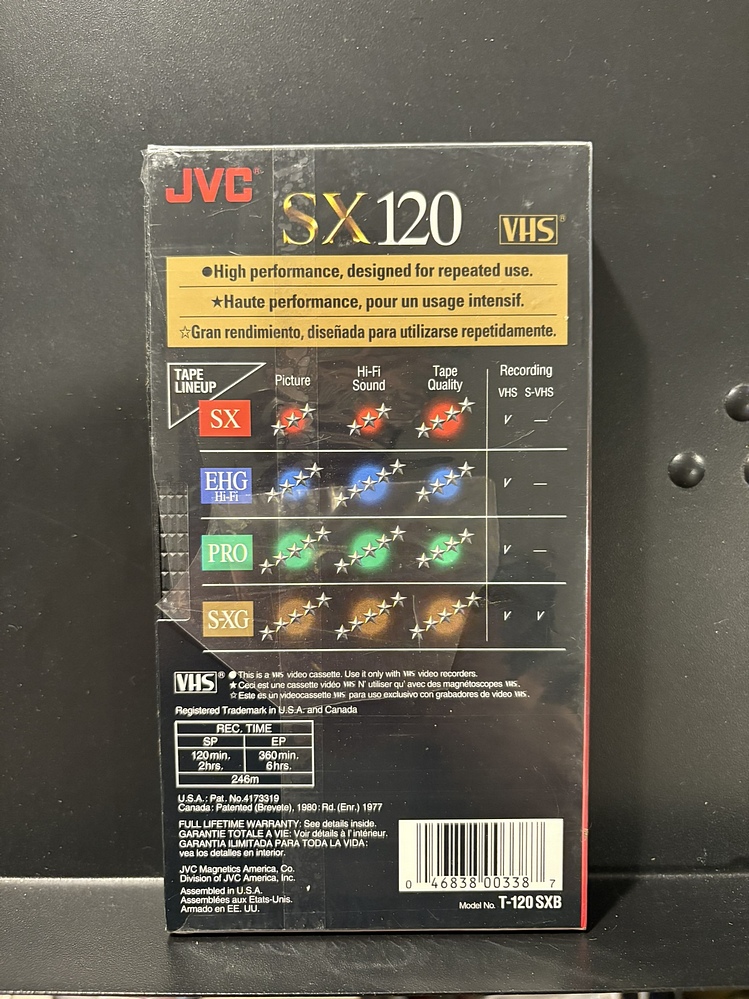 JVC®
SX 120
VHS®
●High performance, designed for repeated use.
★Haute performance, pour un usage intensif.
☆Gran rendimiento, diseñada para utilizarse repetidamente.
TAPE LINEUP
Picture
Hi-Fi Sound
Tape Quality
Recording
VHS S-VHS
SX
V —
EHG
Hi-Fi
V —
PRO
V —
S-XG
V V
VHS®
●This is a VHS video cassette. Use it only with VHS video recorders.
★Ceci est une cassette vidéo VHS N' utiliser qu' avec des magnétoscopes VHS.
☆Este es un videocassette VHS para uso exclusivo con grabadores de video VHS.
Registered Trademark in U.S.A. and Canada
REC. TIME
SP EP
120min. 360min.
2hrs. 6hrs.
246m
U.S.A.: Pat. No.4173319
Canada: Patented (Brevete), 1980: Rd. (Enr.) 1977
FULL LIFETIME WARRANTY: See details inside.
GARANTIE TOTALE A VIE: Voir détails à l'intérieur.
GARANTIA ILIMITADA PARA TODA LA VIDA:
vea los detalles en interior.
JVC Magnetics America, Co.
Division of JVC America, Inc.
Assembled in U.S.A.
Assemblées aux Etats-Unis.
Armado en EE. UU.
0 46838 00338 7
Model No. T-120 SXB